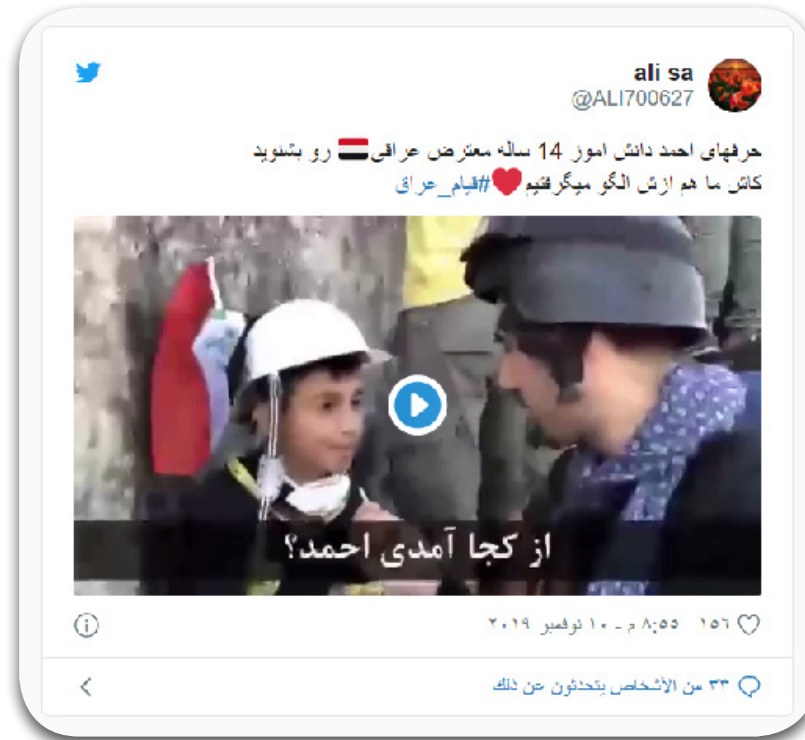 ali sa
@ALI700627
حرفهای احمد دانش اموز 14 ساله معترض عراقی🇾🇪 رو بشنوید
کاش ما هم ازش الگو میگرفتیم❤️#قیام_عراق
از کجا آمدی احمد؟
١٥٦ ٨:٥٥ م - ١٠ نوفمبر ٢٠١٩
٣٣ من الأشخاص يتحدثون عن ذلك